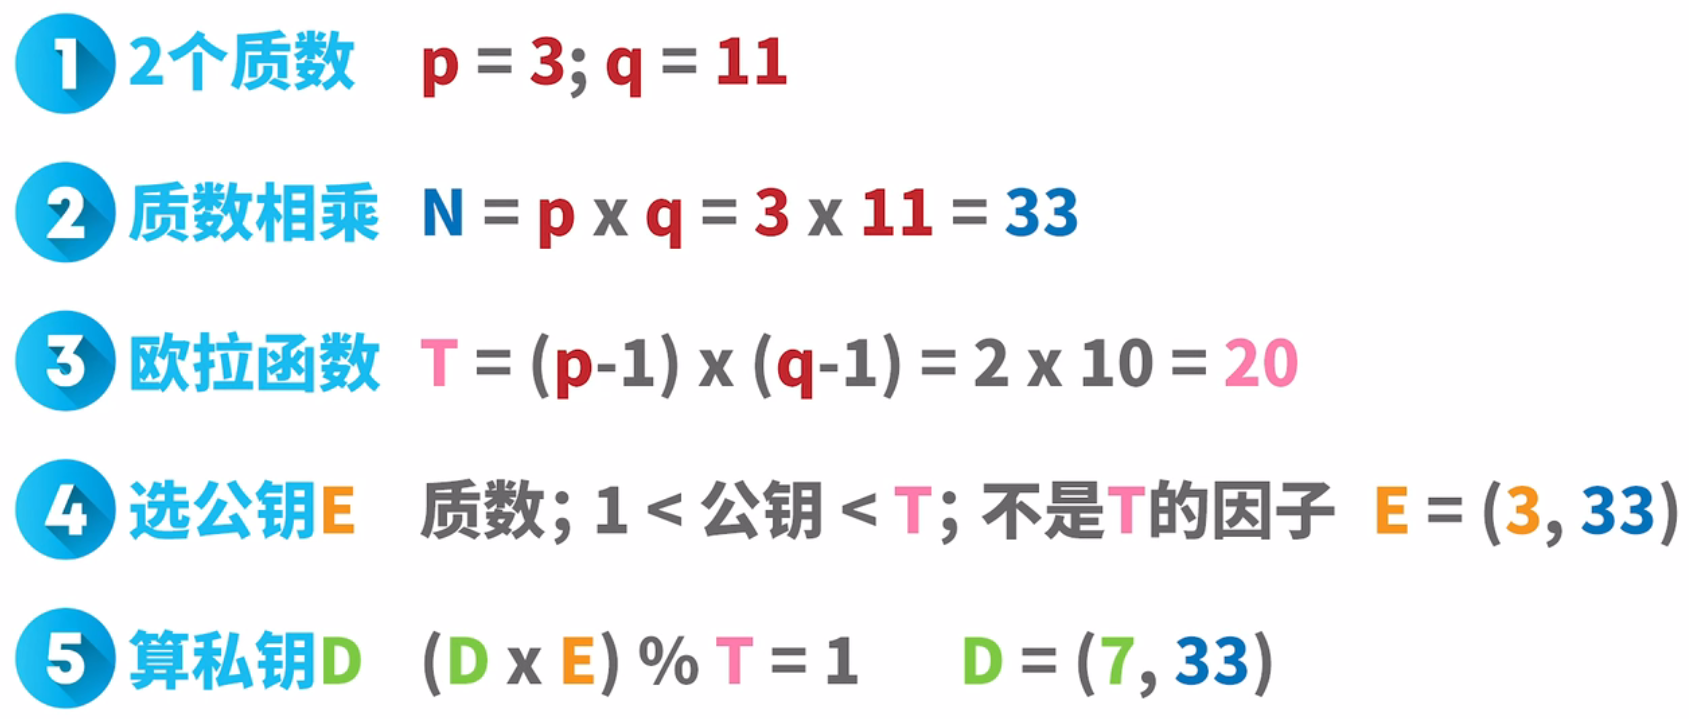 1 2个质数 p = 3; q = 11
2 质数相乘 N = p x q = 3 x 11 = 33
3 欧拉函数 T = (p-1) x (q-1) = 2 x 10 = 20
4 选公钥E 质数; 1 < 公钥 < T; 不是T的因子 E = (3, 33)
5 算私钥D (D x E) % T = 1 D = (7, 33)